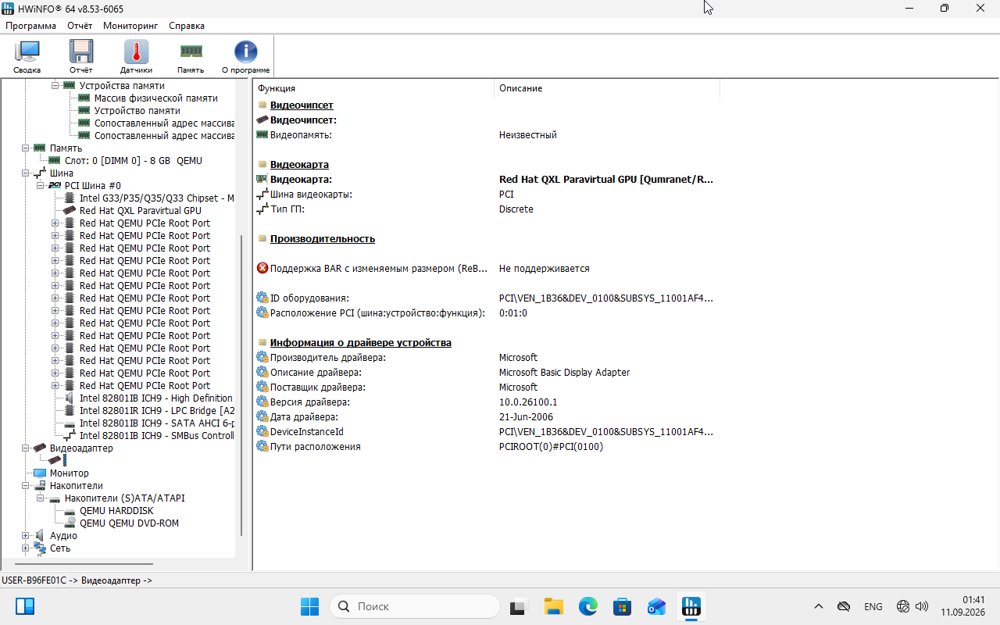 HWiNFO® 64 v8.53-6065
Программа Отчёт Мониторинг Справка
Сводка Отчёт Датчики Память О программе
Устройства памяти
Массив физической памяти
Устройство памяти
Сопоставленный адрес массива
Сопоставленный адрес массива
Память
Слот: 0 [DIMM 0] - 8 GB QEMU
Шина
PCI PCI Шина #0
Intel G33/P35/Q35/Q33 Chipset - M
Red Hat QXL Paravirtual GPU
Red Hat QEMU PCIe Root Port
Red Hat QEMU PCIe Root Port
Red Hat QEMU PCIe Root Port
Red Hat QEMU PCIe Root Port
Red Hat QEMU PCIe Root Port
Red Hat QEMU PCIe Root Port
Red Hat QEMU PCIe Root Port
Red Hat QEMU PCIe Root Port
Red Hat QEMU PCIe Root Port
Red Hat QEMU PCIe Root Port
Red Hat QEMU PCIe Root Port
Red Hat QEMU PCIe Root Port
Red Hat QEMU PCIe Root Port
Red Hat QEMU PCIe Root Port
Intel 82801IB ICH9 - High Definition
Intel 82801IR ICH9 - LPC Bridge [A2
Intel 82801IB ICH9 - SATA AHCI 6-p
Intel 82801IB ICH9 - SMBus Controll
Видеоадаптер
Монитор
Накопители
Накопители (S)ATA/ATAPI
QEMU HARDDISK
QEMU QEMU DVD-ROM
Аудио
Сеть
Функция Описание
Видеочипсет
Видеочипсет:
Видеопамять: Неизвестный
Видеокарта
Видеокарта: Red Hat QXL Paravirtual GPU [Qumranet/R...
Шина видеокарты: PCI
Тип ГП: Discrete
Производительность
Поддержка BAR с изменяемым размером (ReB... Не поддерживается
ID оборудования: PCI\VEN_1B36&DEV_0100&SUBSYS_11001AF4...
Расположение PCI (шина:устройство:функция): 0:01:0
Информация о драйвере устройства
Производитель драйвера: Microsoft
Описание драйвера: Microsoft Basic Display Adapter
Поставщик драйвера: Microsoft
Версия драйвера: 10.0.26100.1
Дата драйвера: 21-Jun-2006
DeviceInstanceId PCI\VEN_1B36&DEV_0100&SUBSYS_11001AF4...
Пути расположения PCIROOT(0)#PCI(0100)
USER-B96FE01C -> Видеоадаптер ->
Поиск
ENG
01:41
11.09.2026